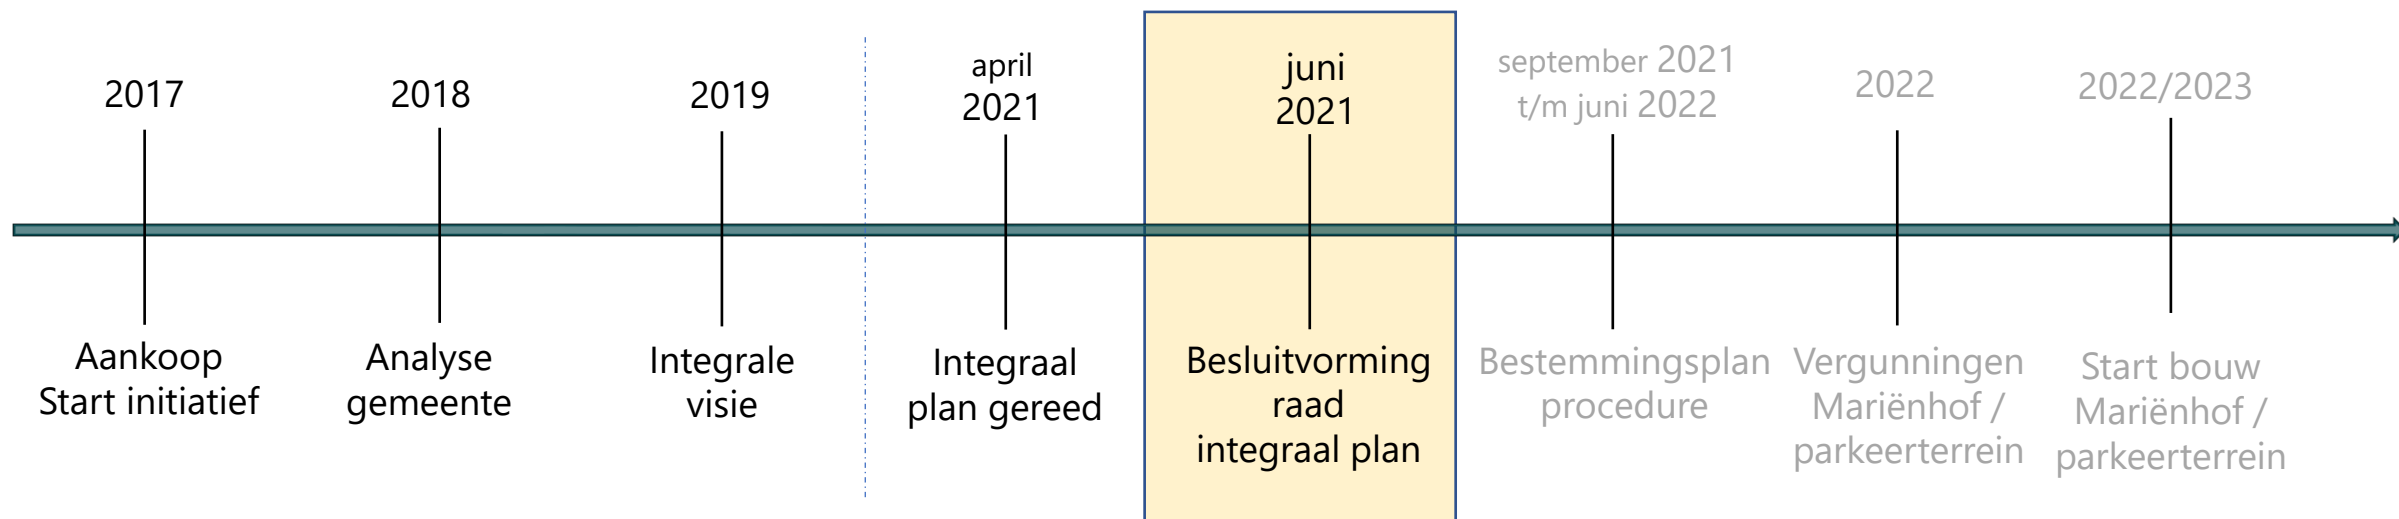 2017
2018
2019
april
2021
juni
2021
september 2021
t/m juni 2022
2022
2022/2023
Aankoop
Start initiatief
Analyse
gemeente
Integrale
visie
Integraal
plan gereed
Besluitvorming
raad
integraal plan
Bestemmingsplan
procedure
Vergunningen
Mariënhof /
parkeerterrein
Start bouw
Mariënhof /
parkeerterrein